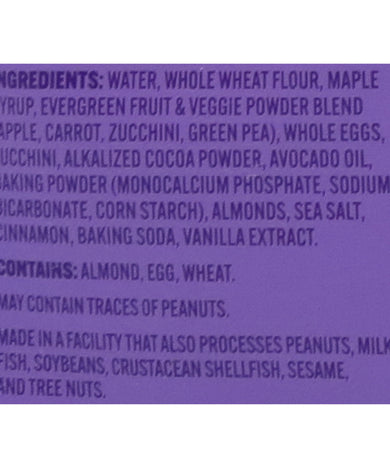 NGREDIENTS: WATER, WHOLE WHEAT FLOUR, MAPLE
YRUP, EVERGREEN FRUIT & VEGGIE POWDER BLEND
APPLE, CARROT, ZUCCHINI, GREEN PEA), WHOLE EGGS,
UCCHINI, ALKALIZED COCOA POWDER, AVOCADO OIL,
BAKING POWDER (MONOCALCIUM PHOSPHATE, SODIUM
BICARBONATE, CORN STARCH), ALMONDS, SEA SALT,
CINNAMON, BAKING SODA, VANILLA EXTRACT.
CONTAINS: ALMOND, EGG, WHEAT.
MAY CONTAIN TRACES OF PEANUTS.
MADE IN A FACILITY THAT ALSO PROCESSES PEANUTS, MILK
FISH, SOYBEANS, CRUSTACEAN SHELLFISH, SESAME,
AND TREE NUTS.